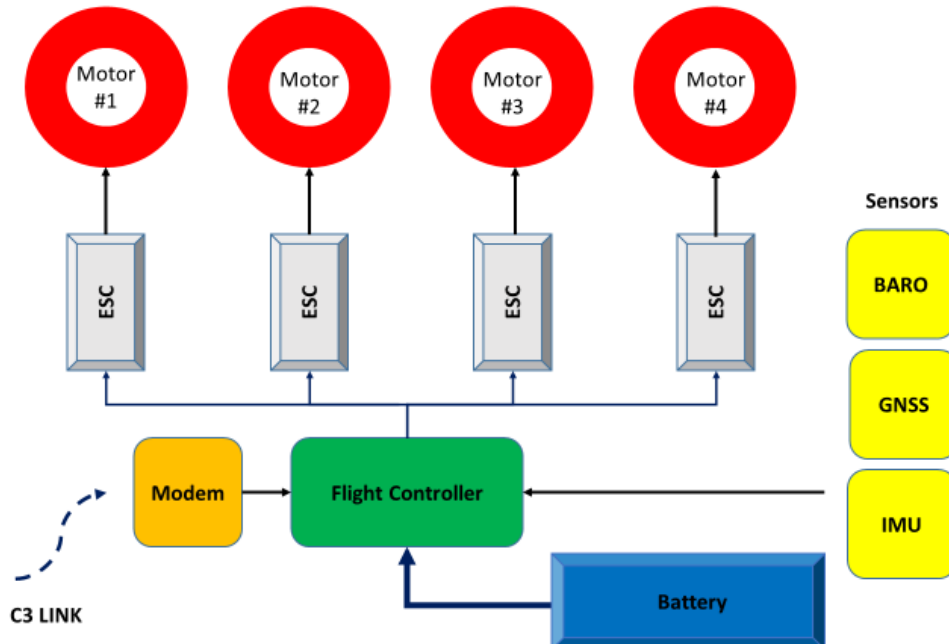 Motor
#1
Motor
#2
Motor
#3
Motor
#4
Sensors
ESC
ESC
ESC
ESC
BARO
GNSS
Modem
Flight Controller
IMU
C3 LINK
Battery